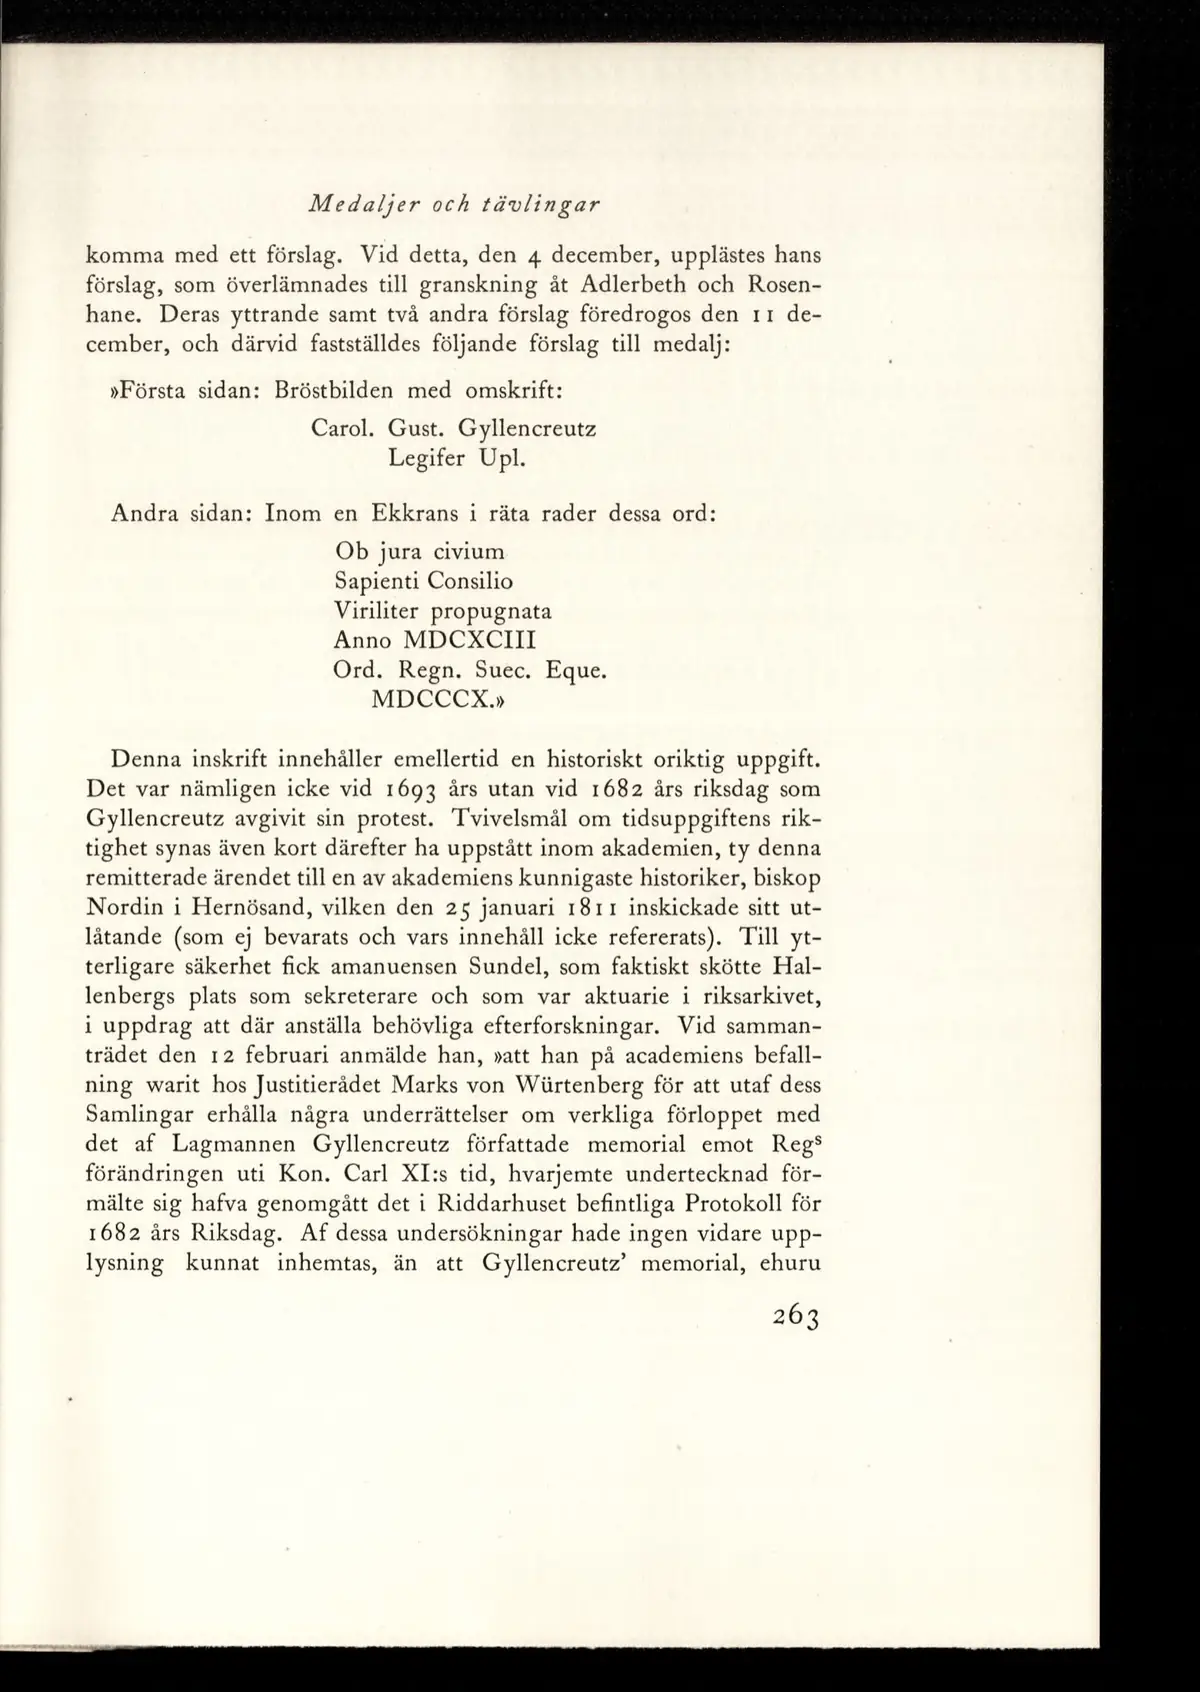 Medaljer och tävlingar
komma med ett förslag. Vid detta, den 4 december, upplästes hans
förslag, som överlämnades till granskning åt Adlerbeth och Rosen-
hane. Deras yttrande samt två andra förslag föredrogos den 11 de-
cember, och därvid fastställdes följande förslag till medalj:
»Första sidan: Bröstbilden med omskrift:
Carol. Gust. Gyllencreutz
Legifer Upl.
Andra sidan: Inom en Ekkrans i räta rader dessa ord:
Ob jura civium
Sapienti Consilio
Viriliter propugnata
Anno MDCXCIII
Ord. Regn. Suec. Eque.
MDCCCX.»
Denna inskrift innehåller emellertid en historiskt oriktig uppgift.
Det var nämligen icke vid 1693 års utan vid 1682 års riksdag som
Gyllencreutz avgivit sin protest. Tvivelsmål om tidsuppgiftens rik-
tighet synas även kort därefter ha uppstått inom akademien, ty denna
remitterade ärendet till en av akademiens kunnigaste historiker, biskop
Nordin i Hernösand, vilken den 25 januari 1811 inskickade sitt ut-
låtande (som ej bevarats och vars innehåll icke refererats). Till yt-
terligare säkerhet fick amanuensen Sundel, som faktiskt skötte Hal-
lenbergs plats som sekreterare och som var aktuarie i riksarkivet,
i uppdrag att där anställa behövliga efterforskningar. Vid samman-
trädet den 12 februari anmälde han, »att han på academiens befall-
ning warit hos Justitierådet Marks von Würtenberg för att utaf dess
Samlingar erhålla några underrättelser om verkliga förloppet med
det af Lagmannen Gyllencreutz författade memorial emot Regˢ
förändringen uti Kon. Carl XI:s tid, hvarjemte undertecknad för-
mälte sig hafva genomgått det i Riddarhuset befintliga Protokoll för
1682 års Riksdag. Af dessa undersökningar hade ingen vidare upp-
lysning kunnat inhemtas, än att Gyllencreutz’ memorial, ehuru
263